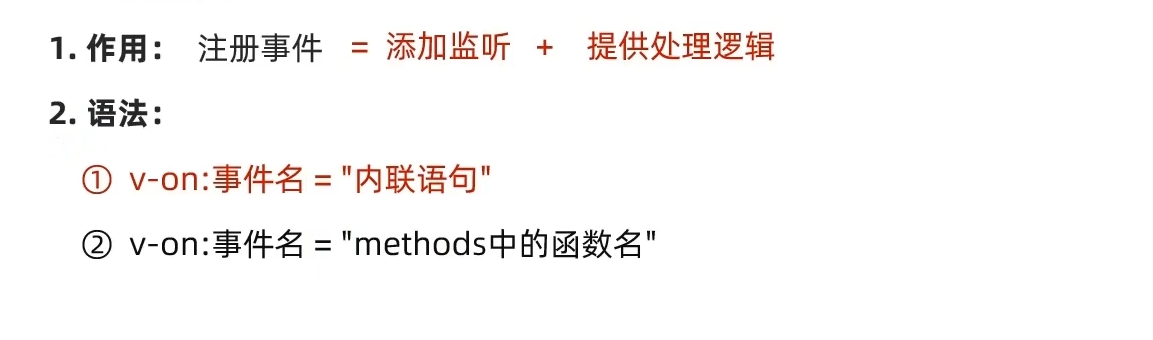 1. 作用： 注册事件 = 添加监听 + 提供处理逻辑
2. 语法：
① v-on:事件名 = "内联语句"
② v-on:事件名 = "methods中的函数名"